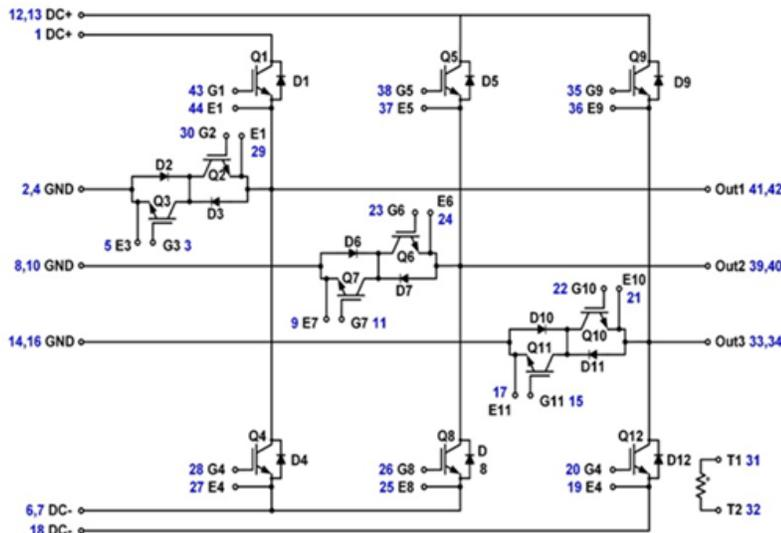 12,13 DC+
1 DC+
Q1
D1
43 G1
44 E1
Q5
D5
38 G5
37 E5
Q9
D9
35 G9
36 E9
30 G2
E1
29
D2
Q2
2,4 GND
Q3
D3
Out1 41,42
5 E3
G3 3
23 G6
E6
24
D6
Q6
8,10 GND
Q7
D7
Out2 39,40
9 E7
G7 11
22 G10
E10
21
D10
Q10
14,16 GND
Q11
D11
Out3 33,34
17
E11
G11 15
Q4
D4
28 G4
27 E4
Q8
D
8
26 G8
25 E8
Q12
D12
20 G4
19 E4
T1 31
T2 32
6,7 DC-
18 DC-